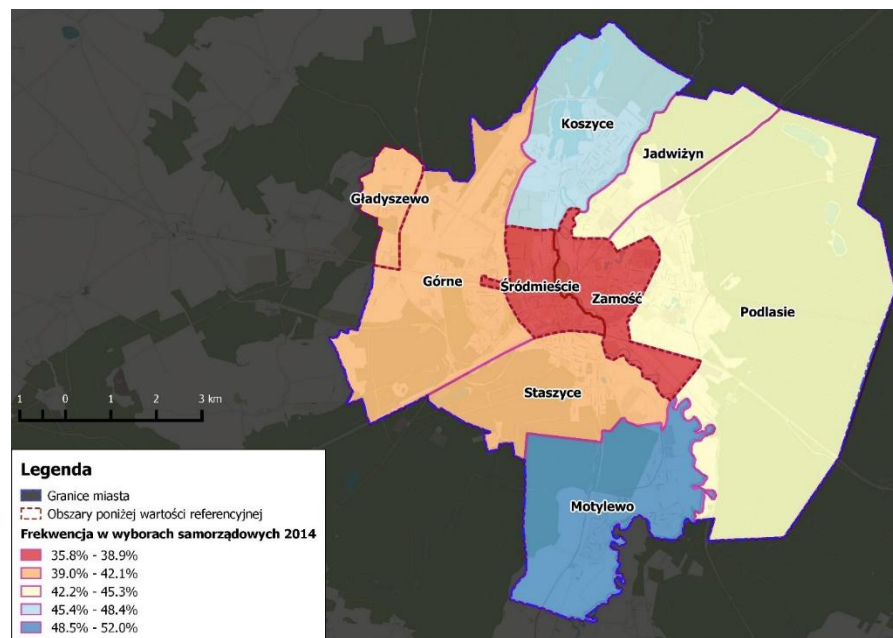 Koszyce
Jadwiżyn
Gładyszewo
Górne
Śródmieście
Zamość
Podlasie
Staszyce
Motylewo
1 0 1 2 3 km
Legenda
Granice miasta
Obszary poniżej wartości referencyjnej
Frekwencja w wyborach samorządowych 2014
35.8% - 38.9%
39.0% - 42.1%
42.2% - 45.3%
45.4% - 48.4%
48.5% - 52.0%